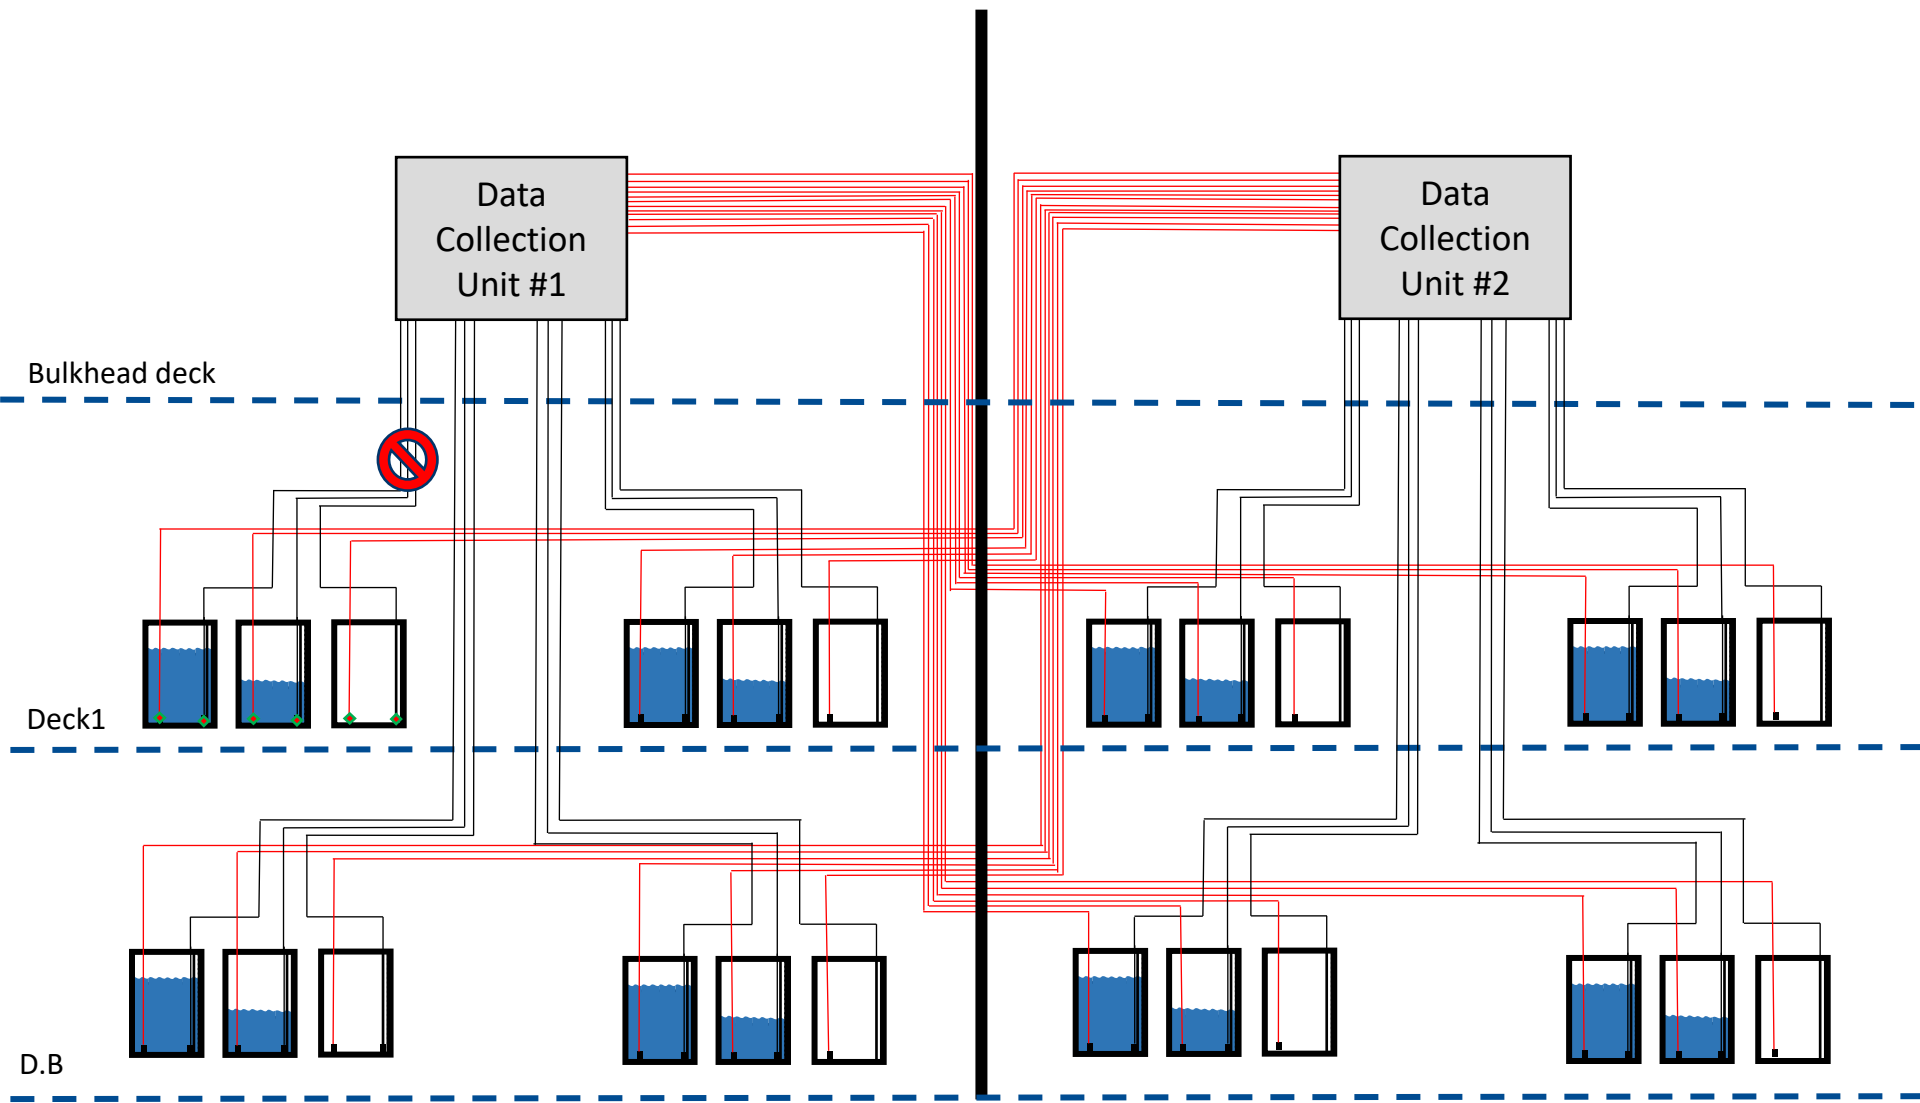 Data
Collection
Unit #1
Data
Collection
Unit #2
Bulkhead deck
Deck1
D.B